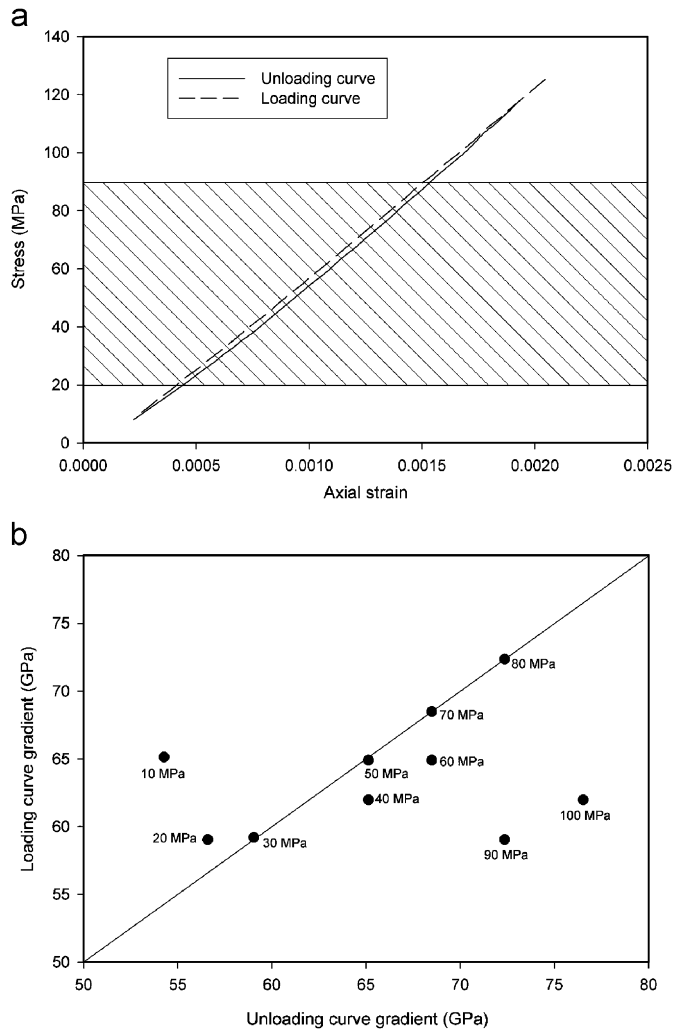 a
140
120
100
80
60
40
20
0
Stress (MPa)
Unloading curve
Loading curve
0.0000 0.0005 0.0010 0.0015 0.0020 0.0025
Axial strain
b
80
75
70
65
60
55
50
Loading curve gradient (GPa)
80 MPa
70 MPa
10 MPa
50 MPa
60 MPa
40 MPa
100 MPa
20 MPa
30 MPa
90 MPa
50 55 60 65 70 75 80
Unloading curve gradient (GPa)